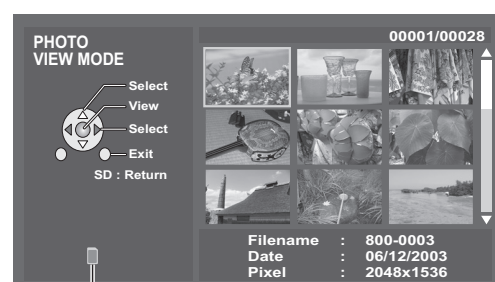 PHOTO
VIEW MODE
Select
View
Select
Exit
SD : Return
00001/00028
Filename : 800-0003
Date : 06/12/2003
Pixel : 2048x1536